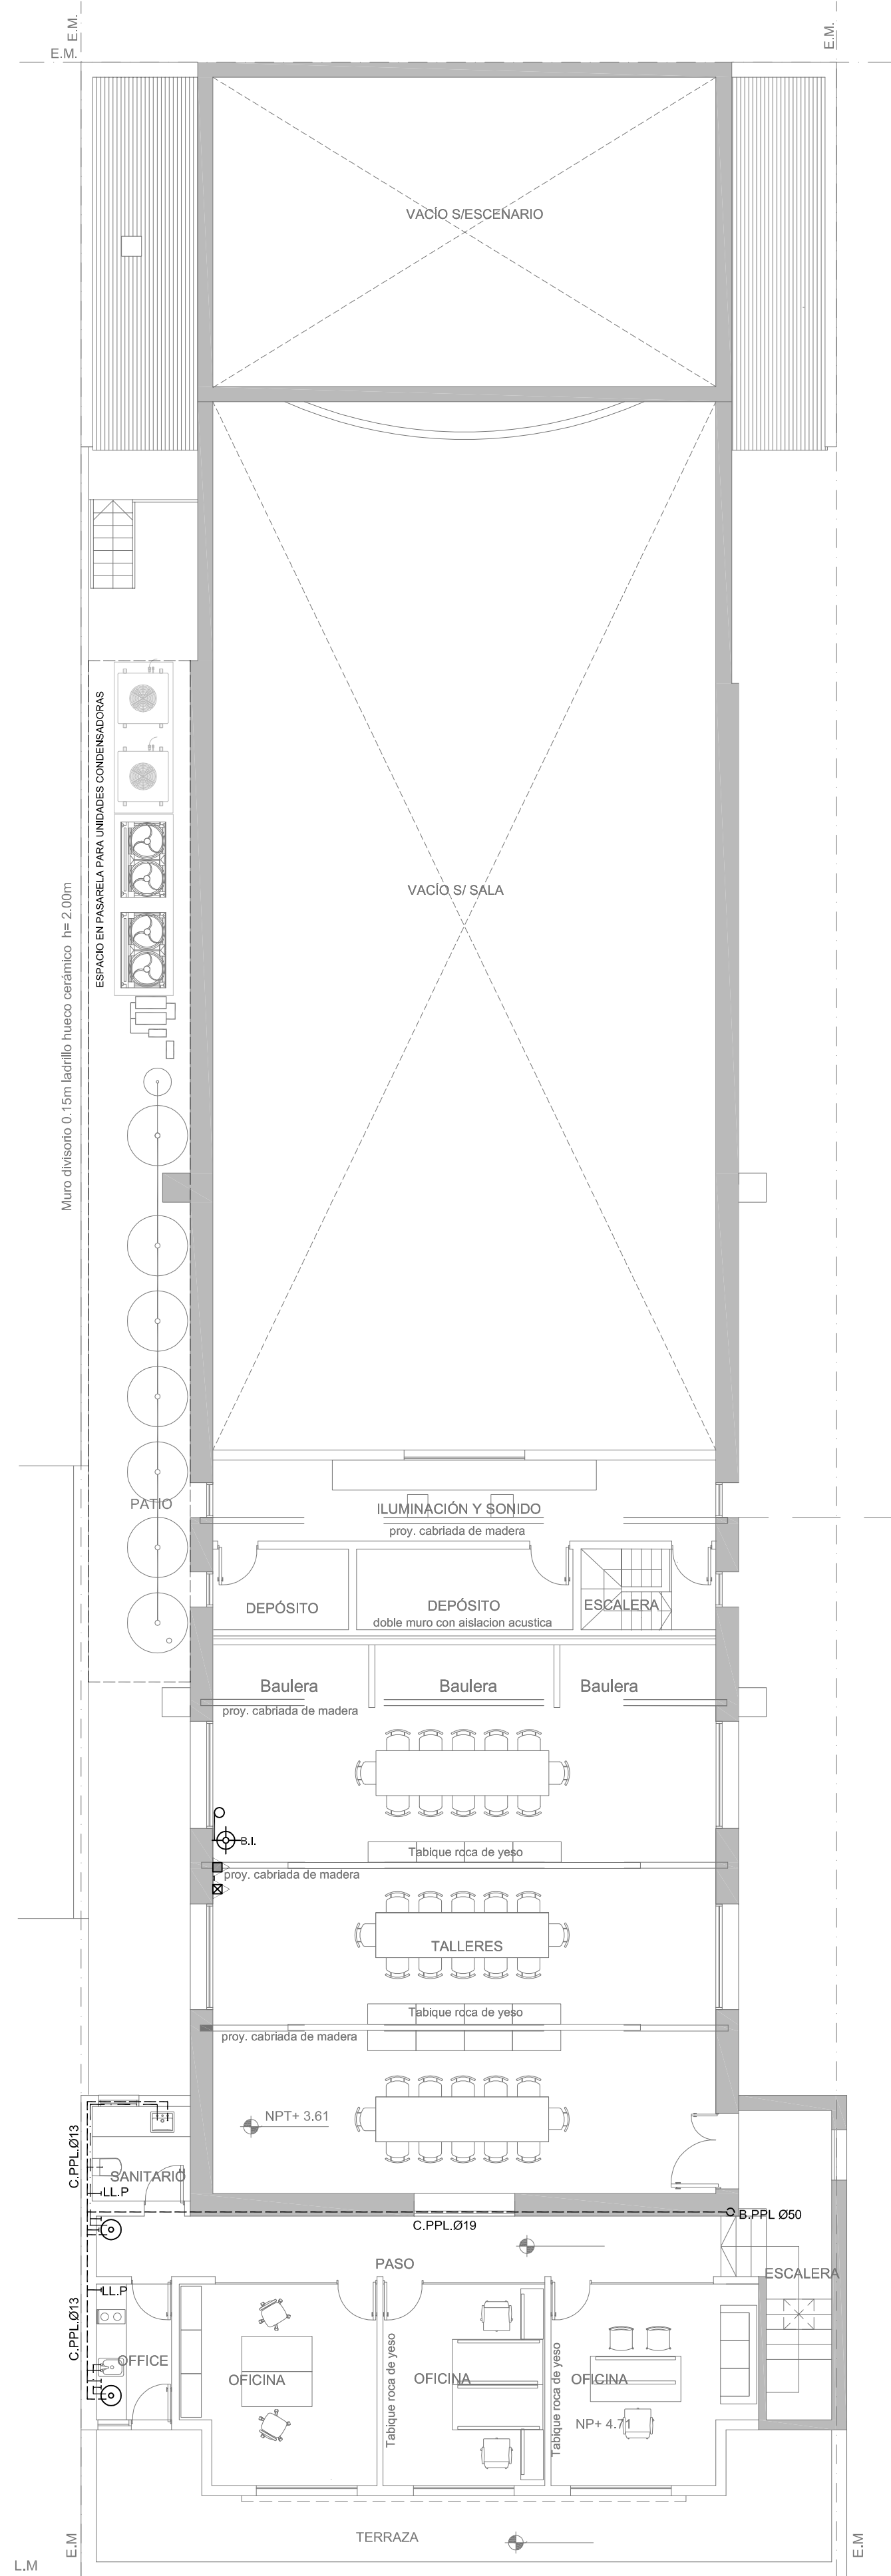 E.M.
E.M.
E.M.
VACÍO S/ESCENARIO
ESPACIO EN PASARELA PARA UNIDADES CONDENSADORAS
Muro divisorio 0.15m ladrillo hueco cerámico h= 2.00m
VACÍO S/ SALA
PATIO
ILUMINACIÓN Y SONIDO
proy. cabriada de madera
DEPÓSITO
DEPÓSITO
doble muro con aislacion acustica
ESCALERA
Baulera
Baulera
Baulera
proy. cabriada de madera
B.I.
Tabique roca de yeso
proy. cabriada de madera
TALLERES
Tabique roca de yeso
proy. cabriada de madera
NPT+ 3.61
C.PPL.Ø13
SANITARIO
LL.P
C.PPL.Ø19
B.PPL Ø50
PASO
ESCALERA
LL.P
C.PPL.Ø13
OFFICE
OFICINA
Tabique roca de yeso
OFICINA
Tabique roca de yeso
OFICINA
NP+ 4.71
TERRAZA
E.M
E.M
L.M